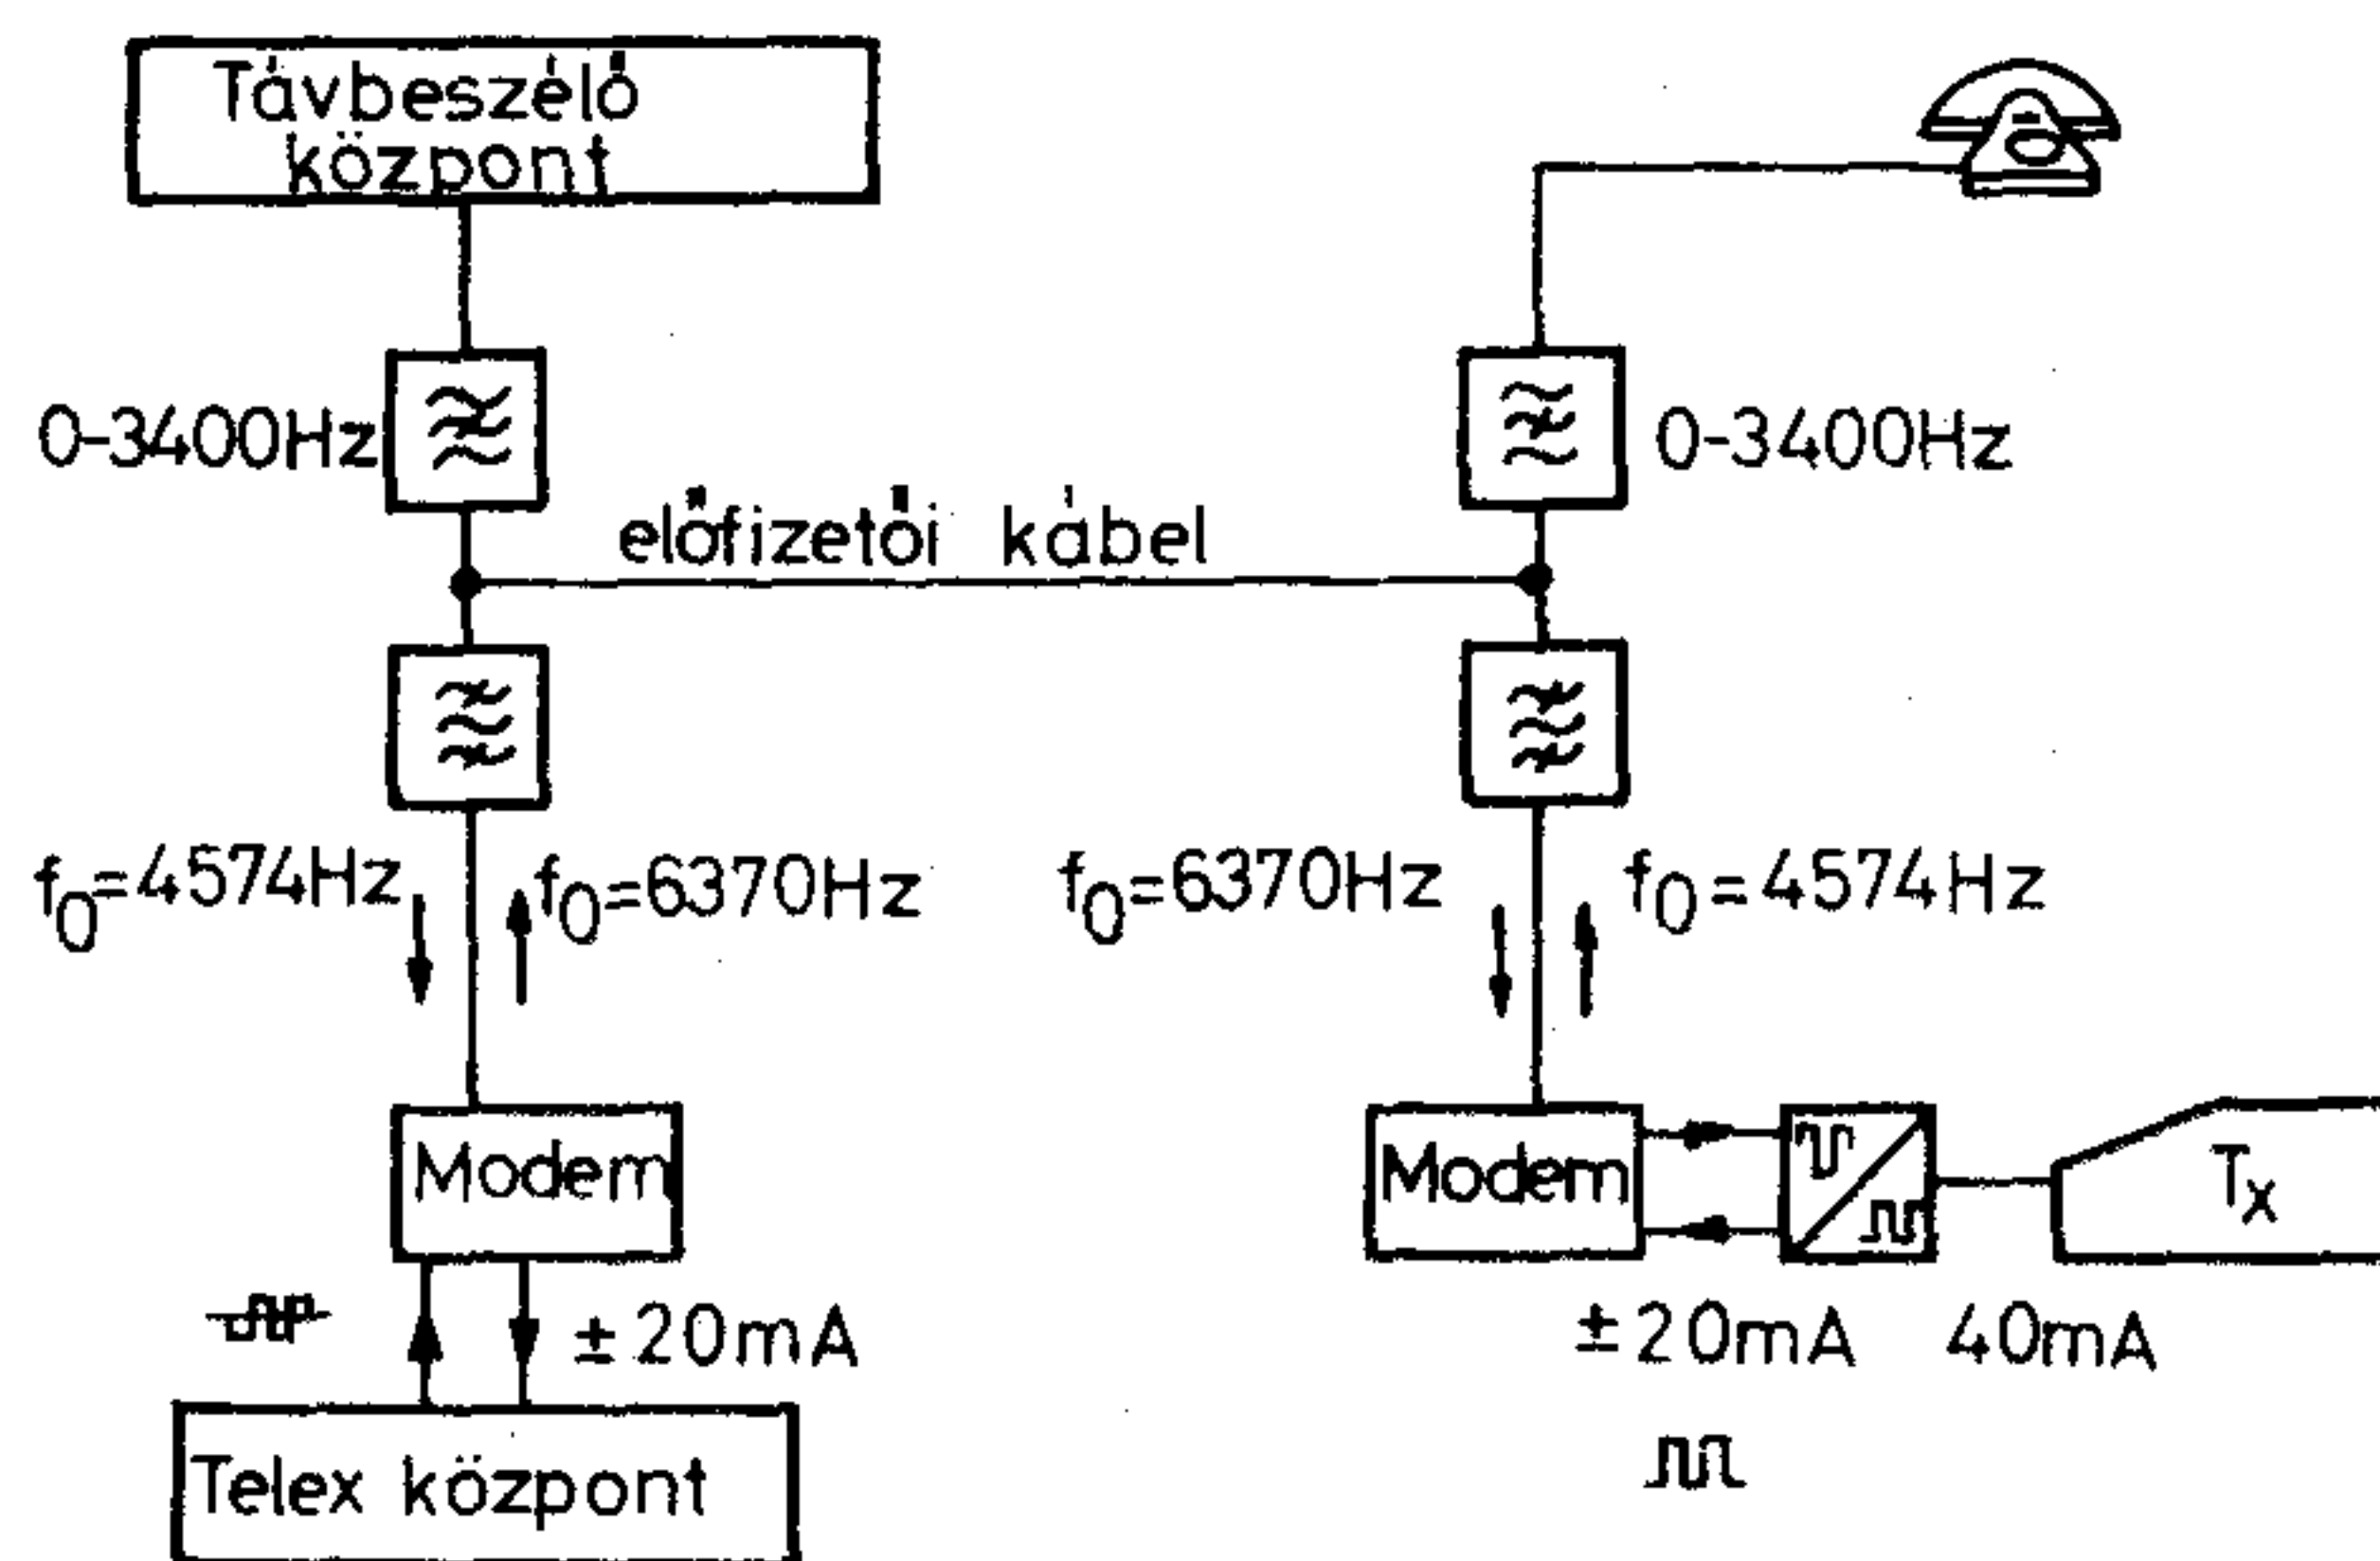 Távbeszélő
központ
0-3400Hz
0-3400Hz
előfizetői kábel
f0=4574Hz
f0=6370Hz
f0=6370Hz
f0=4574Hz
Modem
Modem
Tx
±20mA
±20mA
40mA
Telex központ